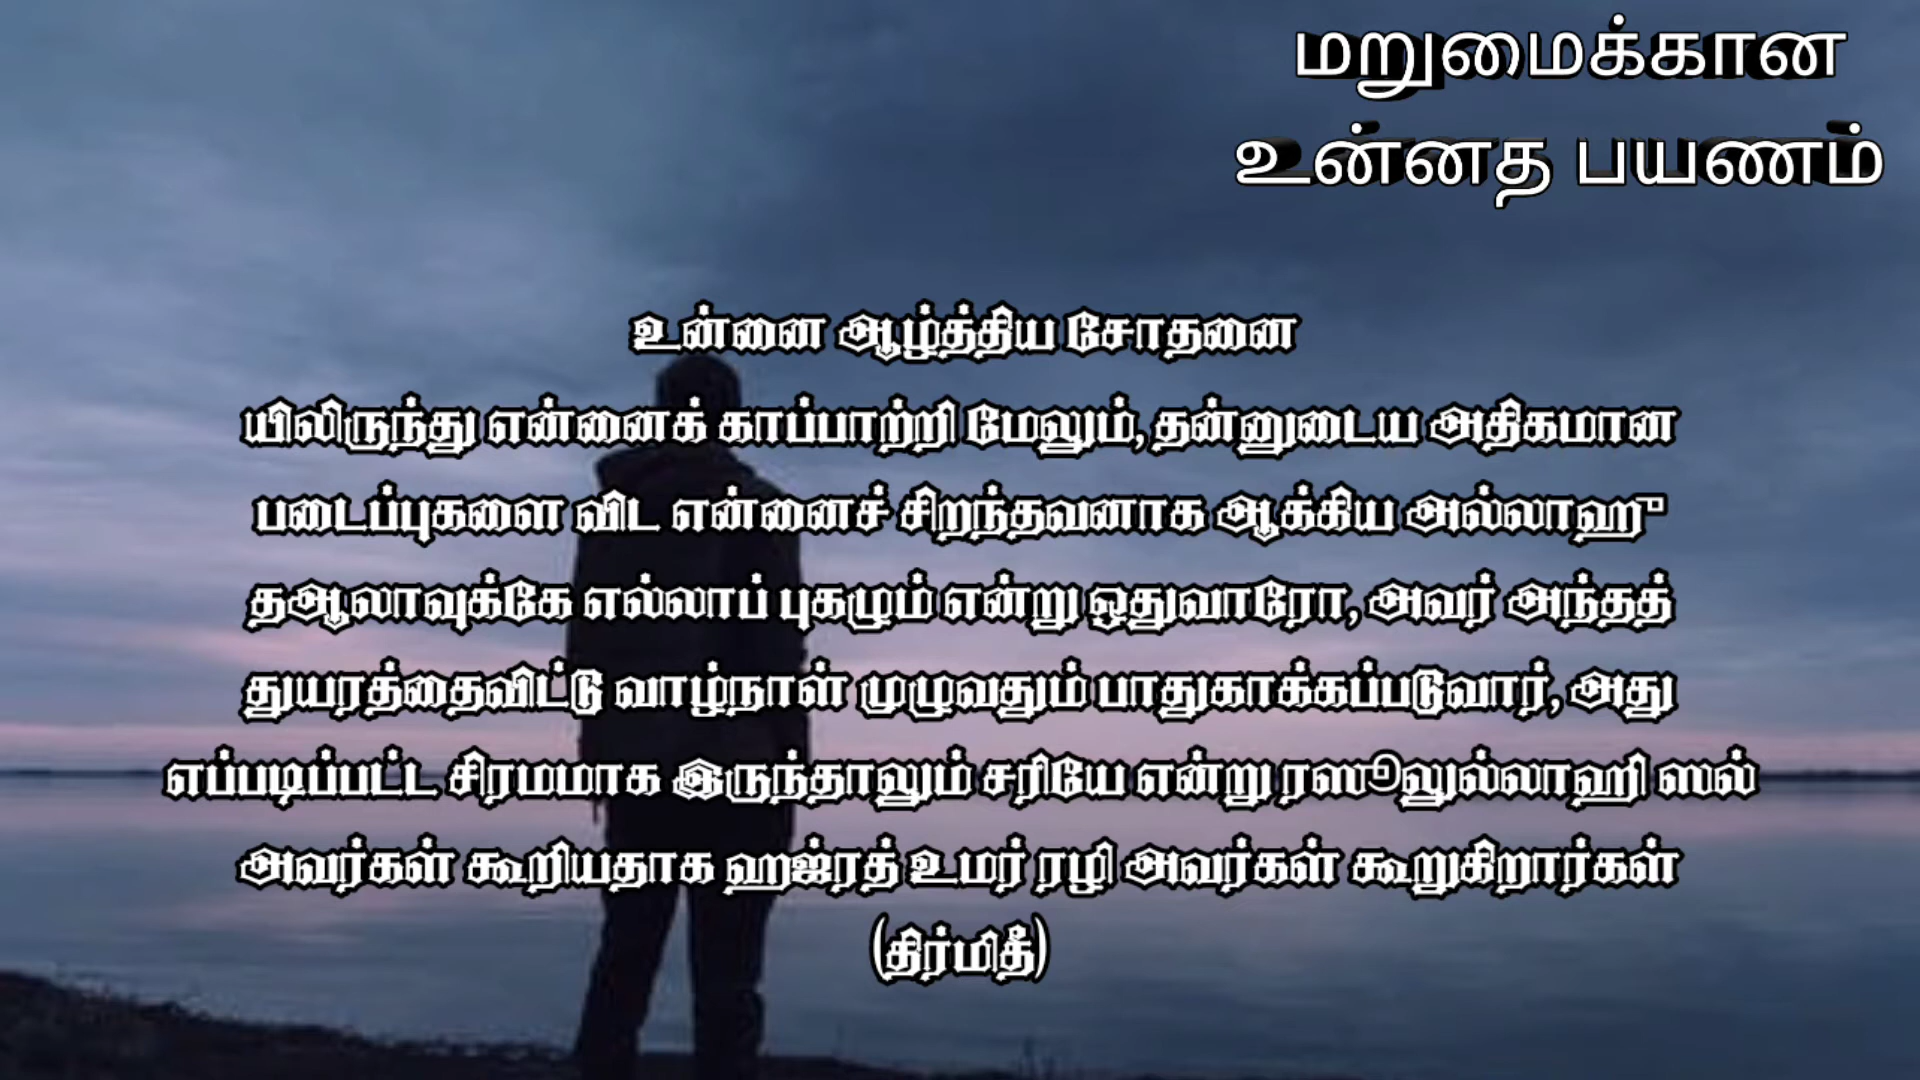 மறுமைக்கான
உன்னத பயணம்
உன்னை ஆழ்த்திய சோதனை
யிலிருந்து என்னைக் காப்பாற்றி மேலும், தன்னுடைய அதிகமான
படைப்புகளை விட என்னைச் சிறந்தவனாக ஆக்கிய அல்லாஹு
தஆலாவுக்கே எல்லாப் புகழும் என்று ஒதுவாரோ, அவர் அந்தத்
துயரத்தைவிட்டு வாழ்நாள் முழுவதும் பாதுகாக்கப்படுவார், அது
எப்படிப்பட்ட சிரமமாக இருந்தாலும் சரியே என்று ரஸூலுல்லாஹி ஸல்
அவர்கள் கூறியதாக ஹஜ்ரத் உமர் ரழி அவர்கள் கூறுகிறார்கள்
(திர்மிதீ)